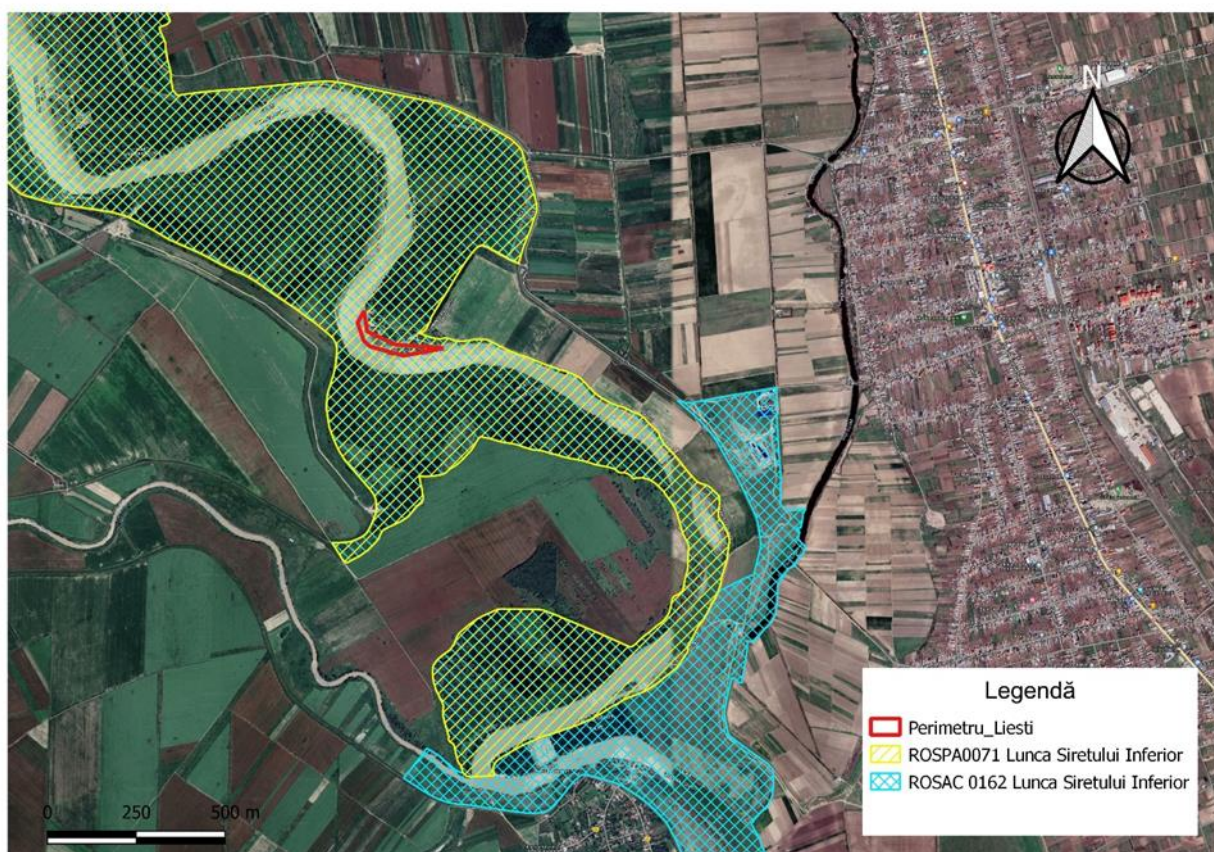 N
Legendă
Perimetru_Liesti
ROSPA0071 Lunca Siretului Inferior
ROSAC 0162 Lunca Siretului Inferior
0 250 500 m